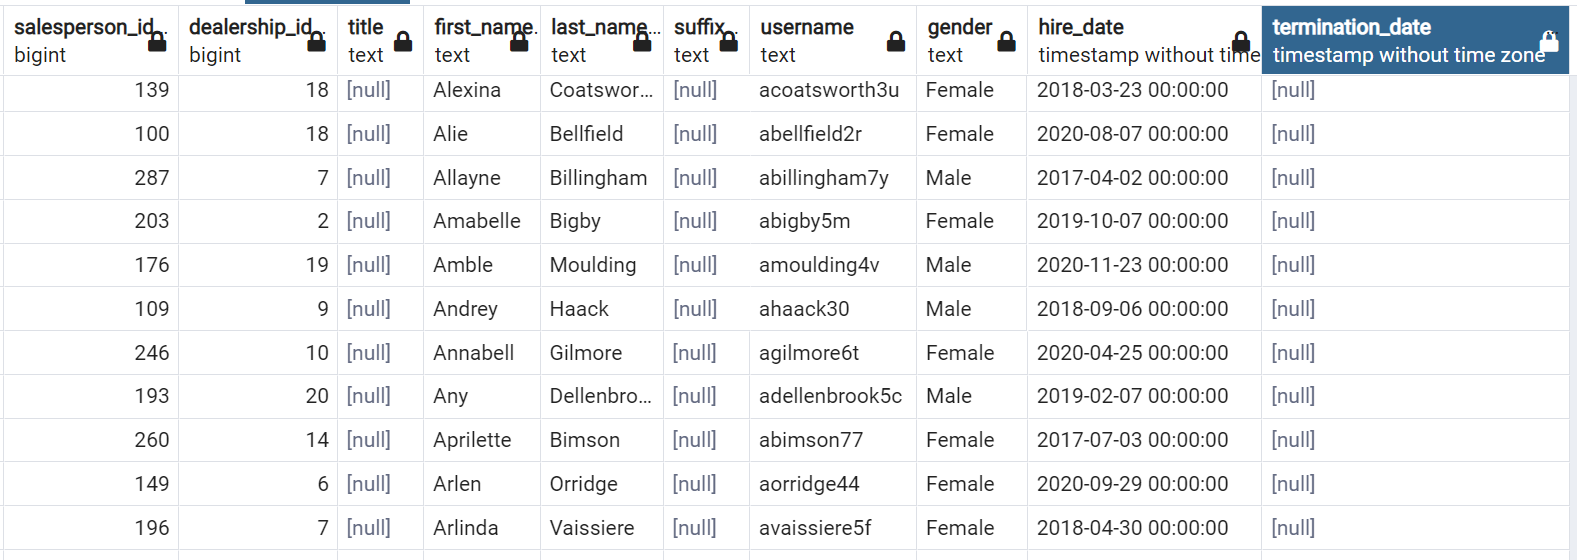 salesperson_id.. dealership_id.. title first_name.. last_name... suffix.. username gender hire_date termination_date
bigint bigint text text text text text text timestamp without time timestamp without time zone
139 18 [null] Alexina Coatswor... [null] acoatsworth3u Female 2018-03-23 00:00:00 [null]
100 18 [null] Alie Bellfield [null] abellfield2r Female 2020-08-07 00:00:00 [null]
287 7 [null] Allayne Billingham [null] abillingham7y Male 2017-04-02 00:00:00 [null]
203 2 [null] Amabelle Bigby [null] abigby5m Female 2019-10-07 00:00:00 [null]
176 19 [null] Amble Moulding [null] amoulding4v Male 2020-11-23 00:00:00 [null]
109 9 [null] Andrey Haack [null] ahaack30 Male 2018-09-06 00:00:00 [null]
246 10 [null] Annabell Gilmore [null] agilmore6t Female 2020-04-25 00:00:00 [null]
193 20 [null] Any Dellenbro... [null] adellenbrook5c Male 2019-02-07 00:00:00 [null]
260 14 [null] Aprilette Bimson [null] abimson77 Female 2017-07-03 00:00:00 [null]
149 6 [null] Arlen Orridge [null] aorridge44 Female 2020-09-29 00:00:00 [null]
196 7 [null] Arlinda Vaissiere [null] avaissiere5f Female 2018-04-30 00:00:00 [null]